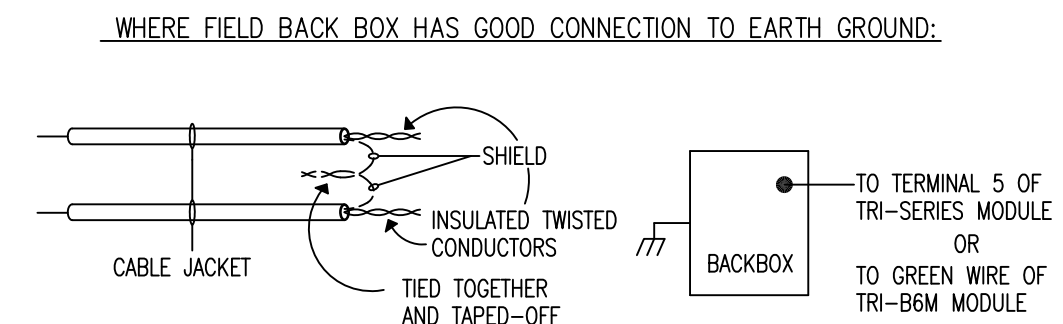 WHERE FIELD BACK BOX HAS GOOD CONNECTION TO EARTH GROUND:
SHIELD
INSULATED TWISTED
CONDUCTORS
CABLE JACKET
TIED TOGETHER
AND TAPED-OFF
BACKBOX
TO TERMINAL 5 OF
TRI-SERIES MODULE
OR
TO GREEN WIRE OF
TRI-B6M MODULE